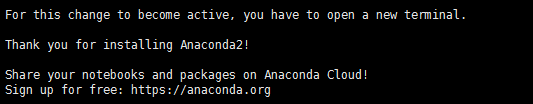 For this change to become active, you have to open a new terminal.
Thank you for installing Anaconda2!
Share your notebooks and packages on Anaconda Cloud!
Sign up for free: https://anaconda.org